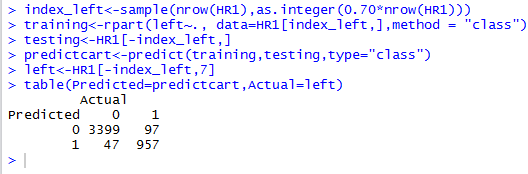 > index_left<-sample(nrow(HR1),as.integer(0.70*nrow(HR1)))
> training<-rpart(left~., data=HR1[index_left,],method = "class")
> testing<-HR1[-index_left,]
> predictcart<-predict(training,testing,type="class")
> left<-HR1[-index_left,7]
> table(Predicted=predictcart,Actual=left)
         Actual
Predicted    0    1
        0 3399   97
        1   47  957
>